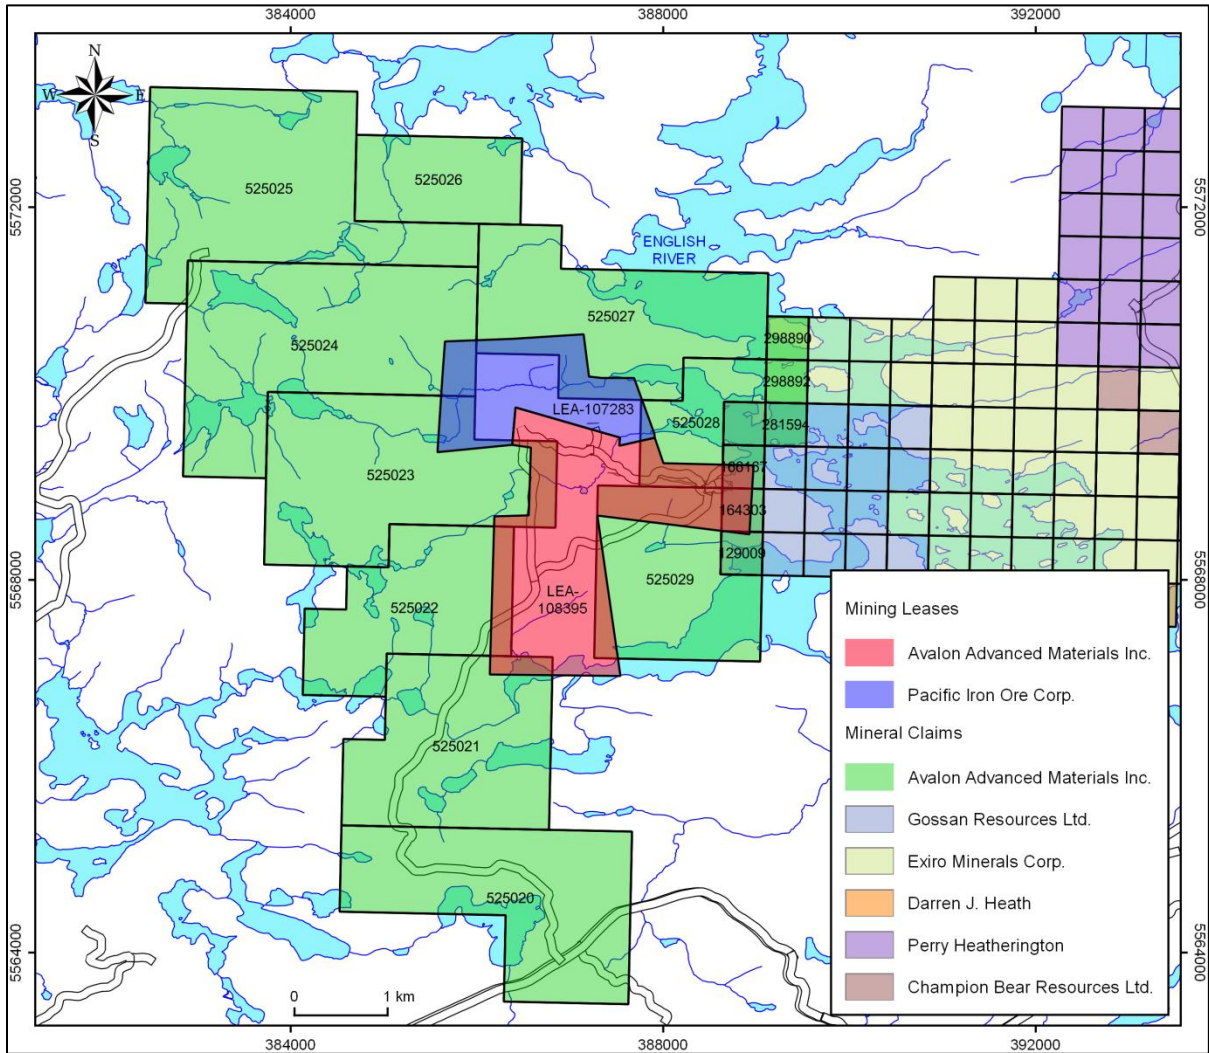 384000
388000
392000
N
W
E
S
525025
525026
5572000
5572000
ENGLISH
RIVER
525027
298890
525024
298892
LEA-107283
525028
281594
525023
164303
129009
525029
5568000
5568000
LEA-
108395
525022
Mining Leases
Avalon Advanced Materials Inc.
Pacific Iron Ore Corp.
Mineral Claims
525021
Avalon Advanced Materials Inc.
Gossan Resources Ltd.
Exiro Minerals Corp.
525020
Darren J. Heath
Perry Heatherington
5564000
5564000
Champion Bear Resources Ltd.
0
1 km
384000
388000
392000